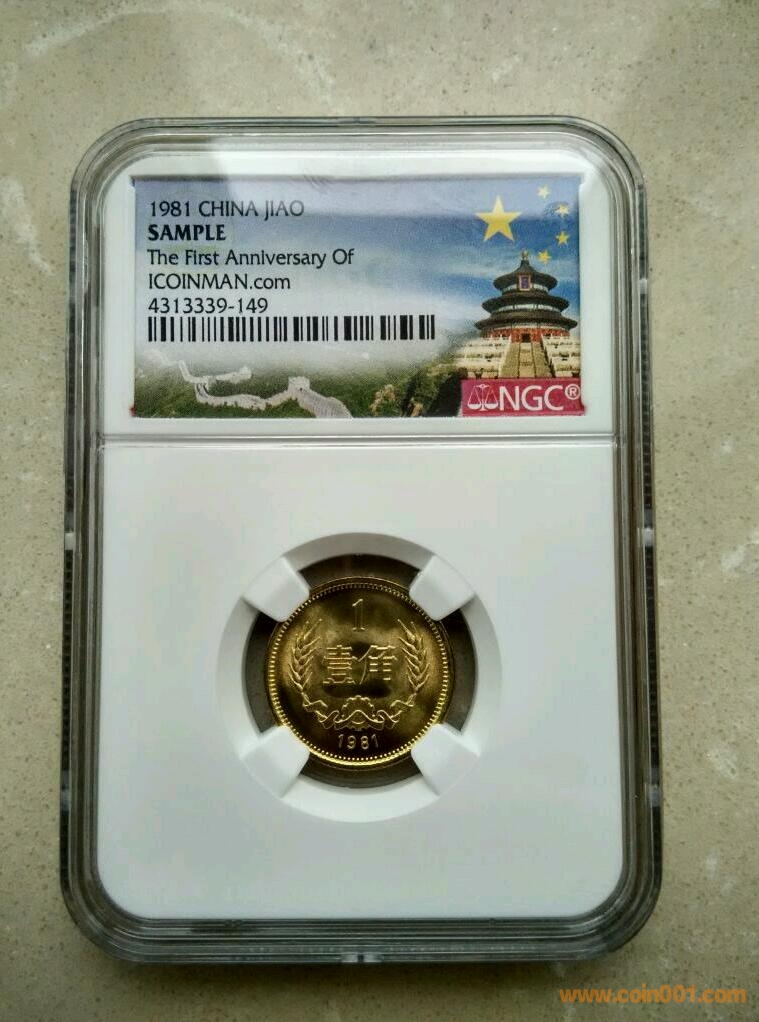 1981 CHINA JIAO
SAMPLE
The First Anniversary Of
ICOINMAN.com
4313339-149
NGC®
1
壹角
1981
www.coin001.com